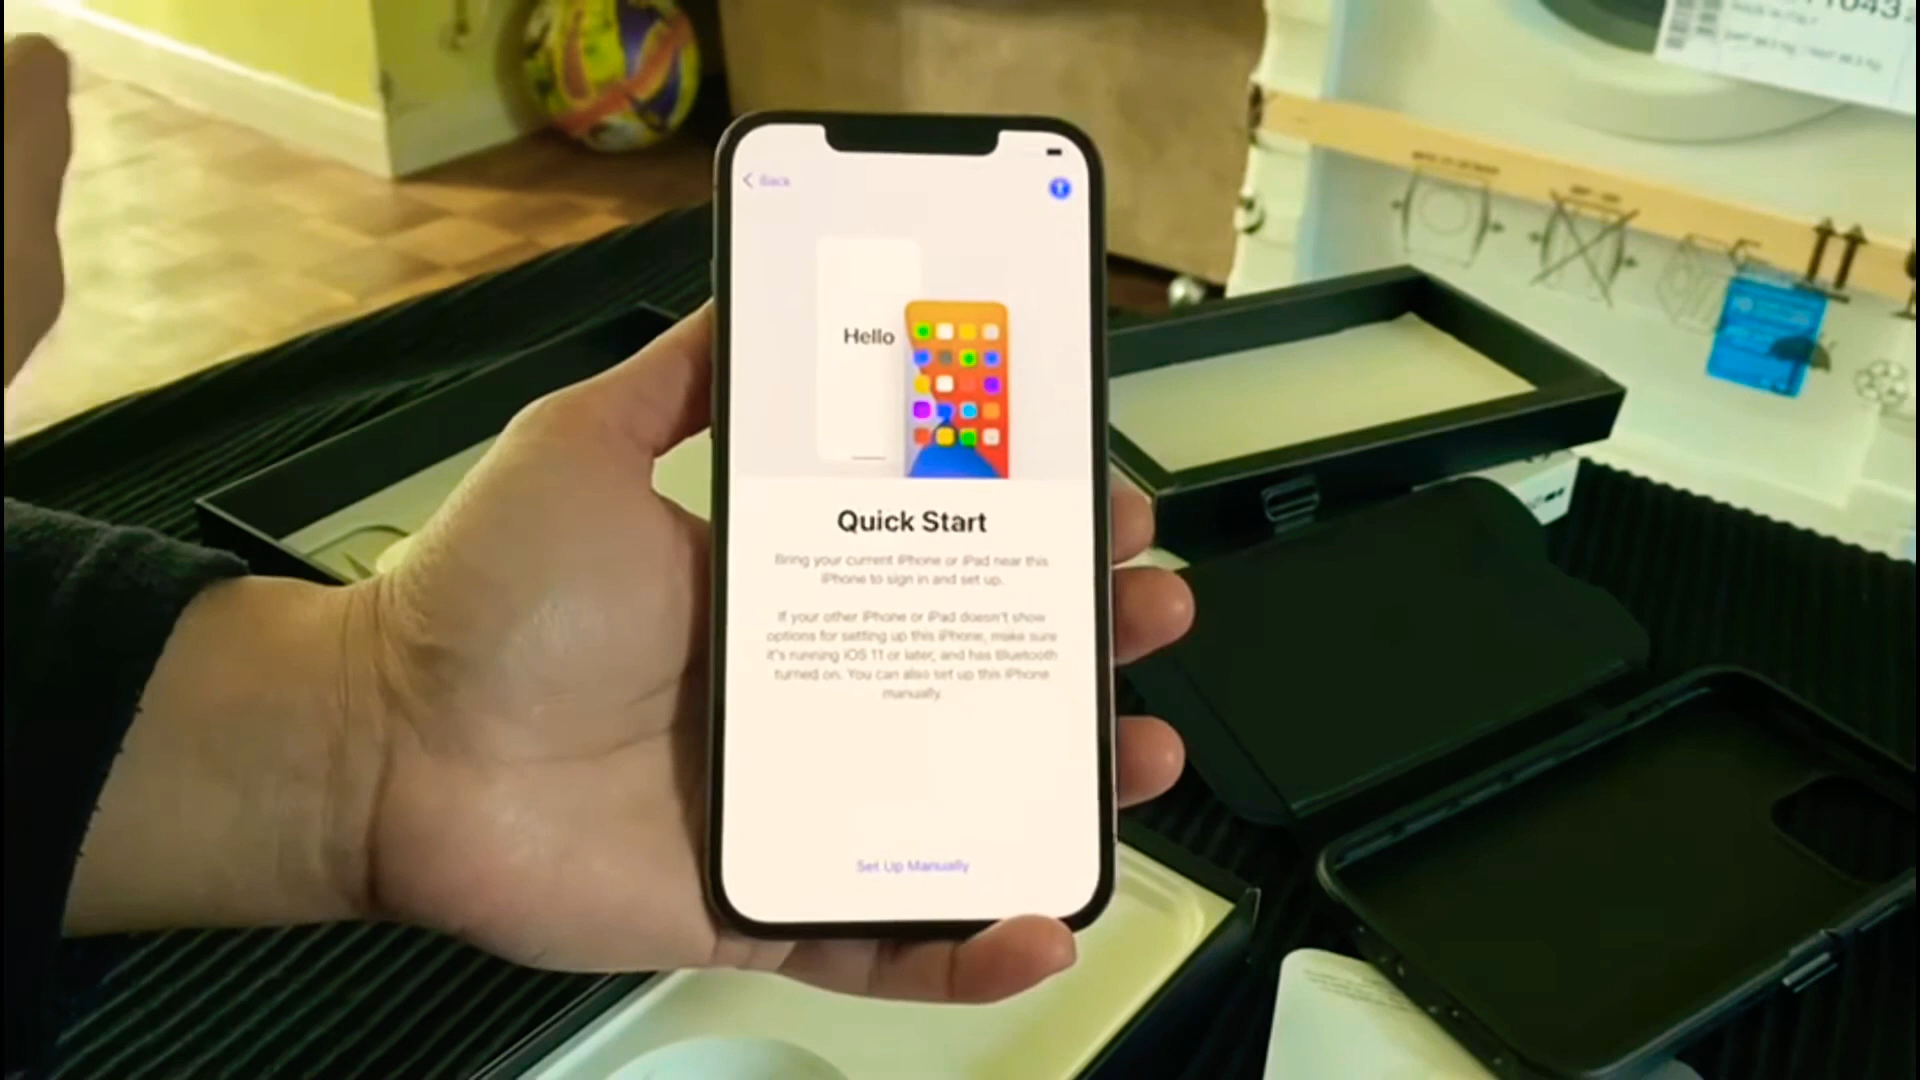 1043
Back
Hello
Quick Start
Bring your current iPhone or iPad near this
iPhone to sign in and set up.
If your other iPhone or iPad doesn't show
options for setting up this iPhone, make sure
it's running iOS 11 or later, and has Bluetooth
turned on. You can also set up this iPhone
manually.
Set Up Manually